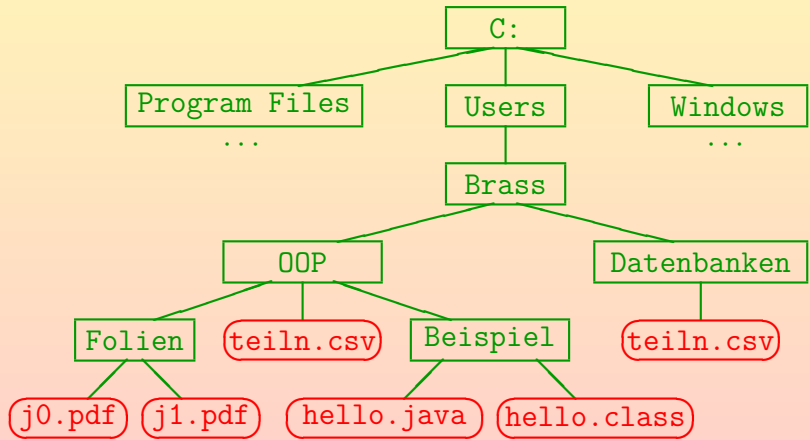 C:
Program Files
Users
Windows
...
...
Brass
OOP
Datenbanken
Folien
teiln.csv
Beispiel
teiln.csv
j0.pdf
j1.pdf
hello.java
hello.class